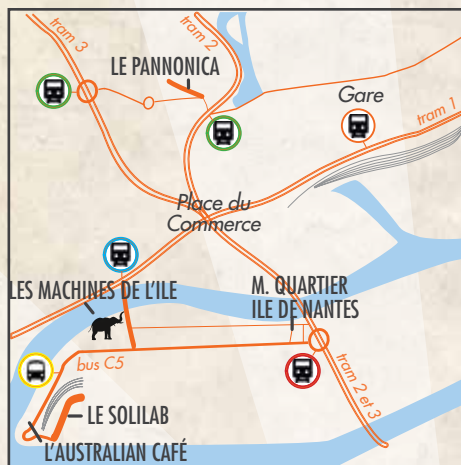 tram 3
tram 2
LE PANNONICA
Gare
tram 1
Place du
Commerce
LES MACHINES DE L'ILE
M. QUARTIER
ILE DE NANTES
bus C5
tram 2 et 3
LE SOLILAB
L'AUSTRALIAN CAFÉ